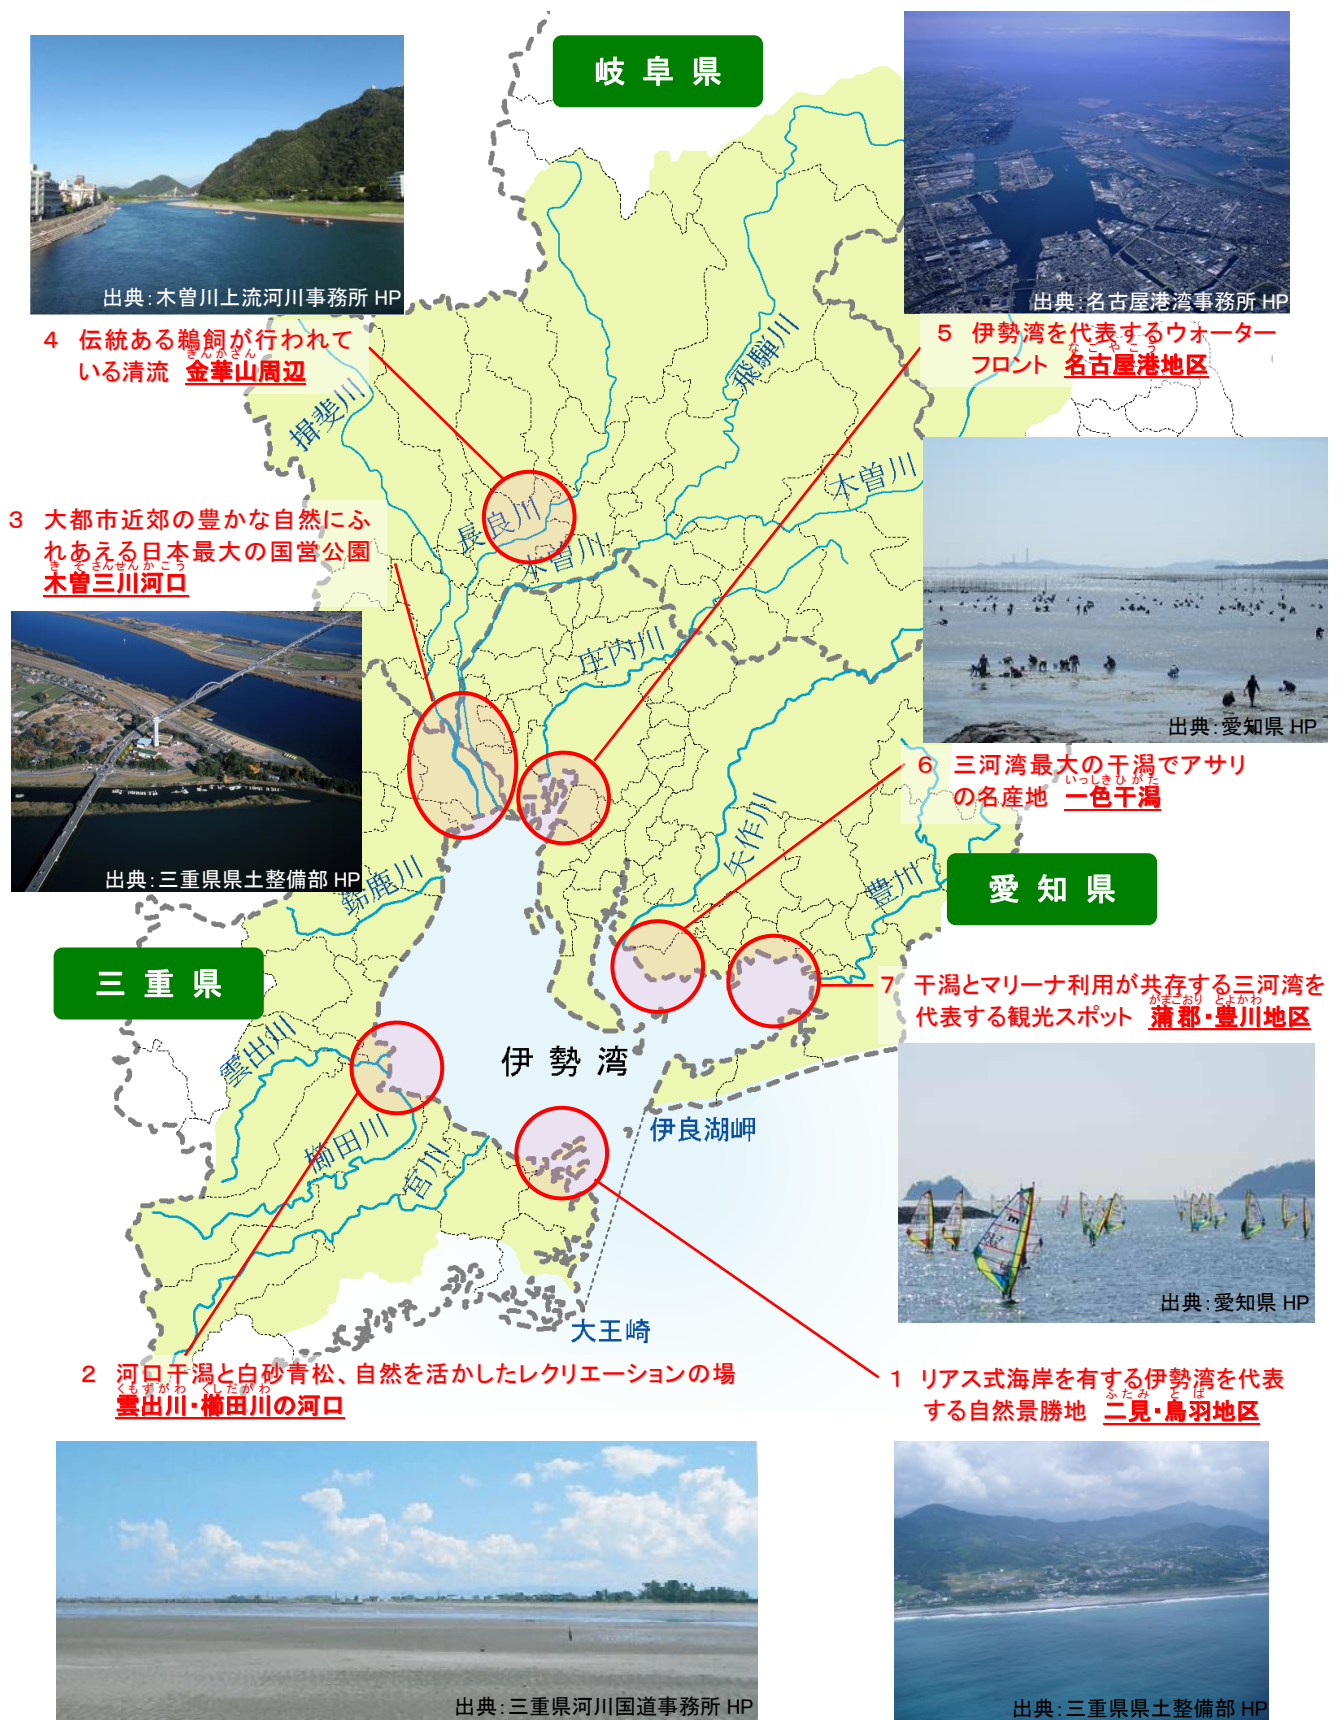 岐阜県
出典：木曽川上流河川事務所 HP
4 伝統ある鵜飼が行われて
いる清流 金華山周辺
きんかざん
出典：名古屋港湾事務所 HP
5 伊勢湾を代表するウォーター
フロント 名古屋港地区
なごやこう
揖斐川
飛騨川
木曽川
長良川
木曽川
庄内川
3 大都市近郊の豊かな自然にふ
れあえる日本最大の国営公園
きそさんせんかこう
木曽三川河口
出典：三重県県土整備部 HP
出典：愛知県 HP
6 三河湾最大の干潟でアサリ
の名産地 一色干潟
いっしきひがた
矢作川
豊川
鈴鹿川
愛知県
三重県
7 干潟とマリーナ利用が共存する三河湾を
代表する観光スポット 蒲郡・豊川地区
がまごおり とよかわ
雲出川
伊勢湾
櫛田川
宮川
伊良湖岬
大王崎
出典：愛知県 HP
2 河口干潟と白砂青松、自然を活かしたレクリエーションの場
くもずがわ くしだがわ
雲出川・櫛田川の河口
1 リアス式海岸を有する伊勢湾を代表
する自然景勝地 二見・鳥羽地区
ふたみ とば
出典：三重県河川国道事務所 HP
出典：三重県県土整備部 HP